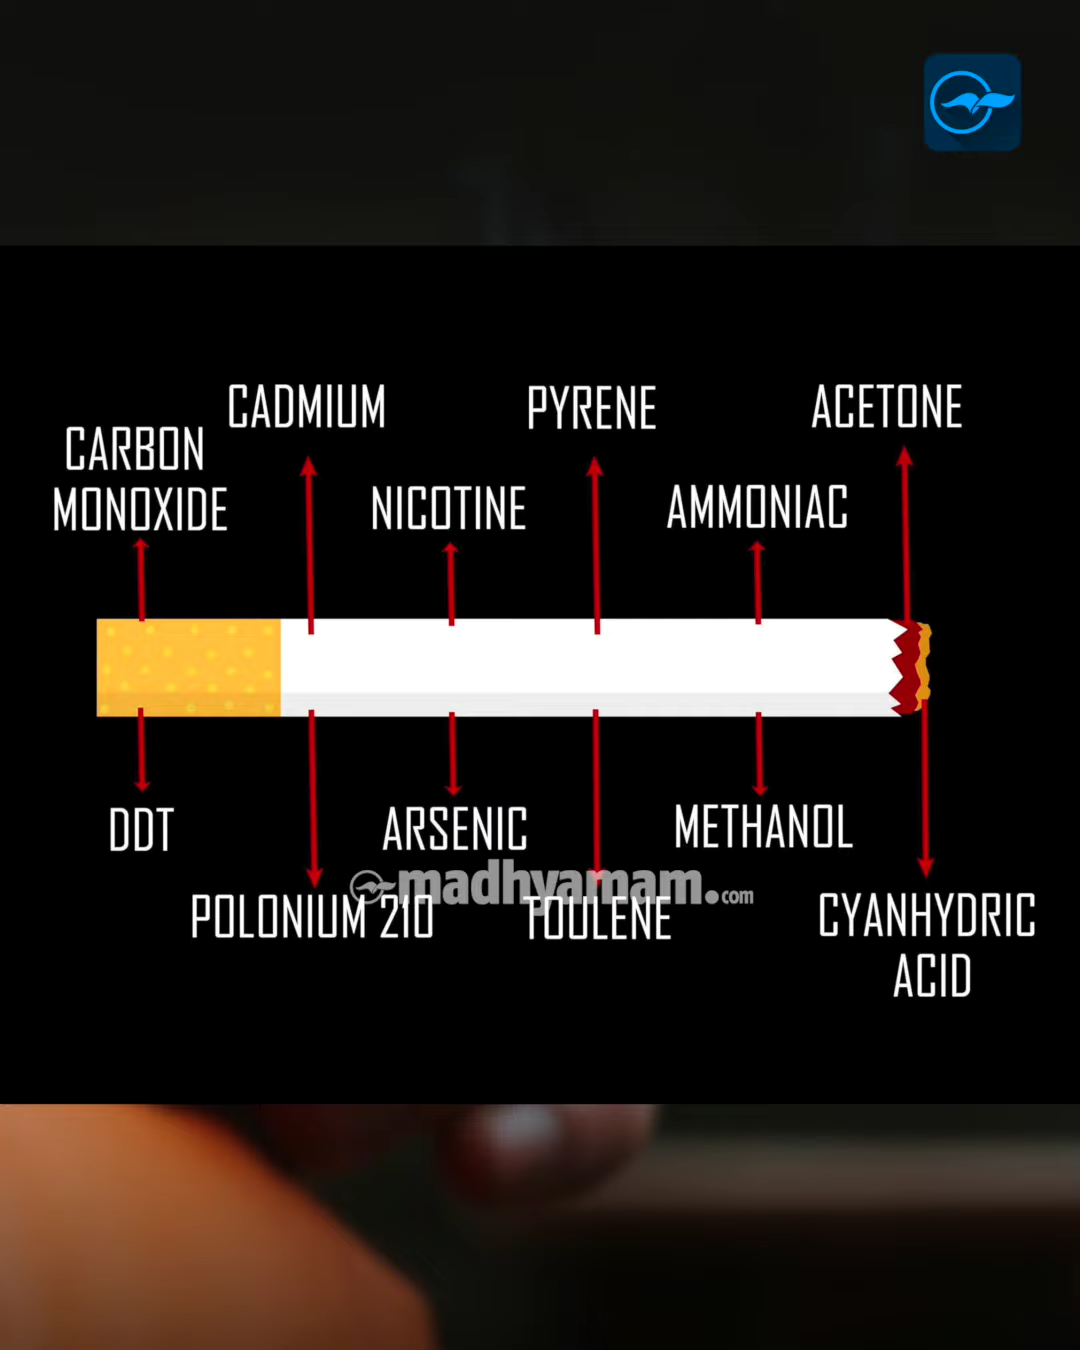 CADMIUM
PYRENE
ACETONE
CARBON
MONOXIDE
NICOTINE
AMMONIAC
DDT
ARSENIC
METHANOL
madhyamam.com
POLONIUM 210
TOULENE
CYANHYDRIC
ACID